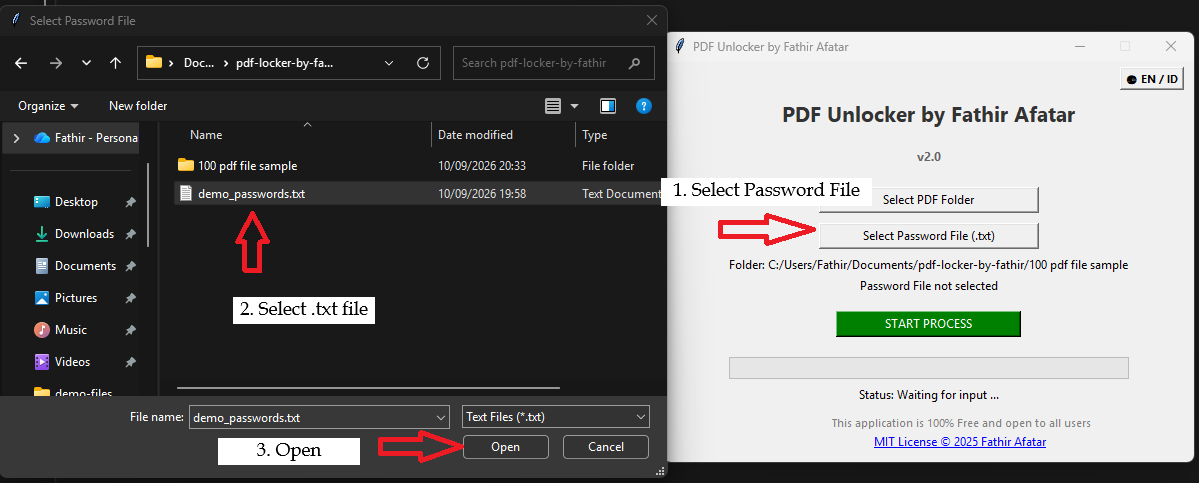 Select Password File
Doc... > pdf-locker-by-fa...
Search pdf-locker-by-fathir
Organize
New folder
Name
Date modified
Type
Fathir - Persona
100 pdf file sample
10/09/2026 20:33
File folder
demo_passwords.txt
10/09/2026 19:58
Text Document
Desktop
Downloads
Documents
Pictures
Music
Videos
demo-files
2. Select .txt file
File name:
demo_passwords.txt
Text Files (*.txt)
3. Open
Open
Cancel
PDF Unlocker by Fathir Afatar
EN / ID
PDF Unlocker by Fathir Afatar
v2.0
1. Select Password File
Select PDF Folder
Select Password File (.txt)
Folder: C:/Users/Fathir/Documents/pdf-locker-by-fathir/100 pdf file sample
Password File not selected
START PROCESS
Status: Waiting for input ...
This application is 100% Free and open to all users
MIT License © 2025 Fathir Afatar